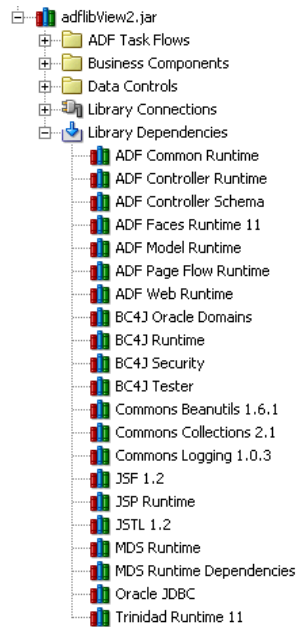 adflibView2.jar
ADF Task Flows
Business Components
Data Controls
Library Connections
Library Dependencies
ADF Common Runtime
ADF Controller Runtime
ADF Controller Schema
ADF Faces Runtime 11
ADF Model Runtime
ADF Page Flow Runtime
ADF Web Runtime
BC4J Oracle Domains
BC4J Runtime
BC4J Security
BC4J Tester
Commons Beanutils 1.6.1
Commons Collections 2.1
Commons Logging 1.0.3
JSF 1.2
JSP Runtime
JSTL 1.2
MDS Runtime
MDS Runtime Dependencies
Oracle JDBC
Trinidad Runtime 11